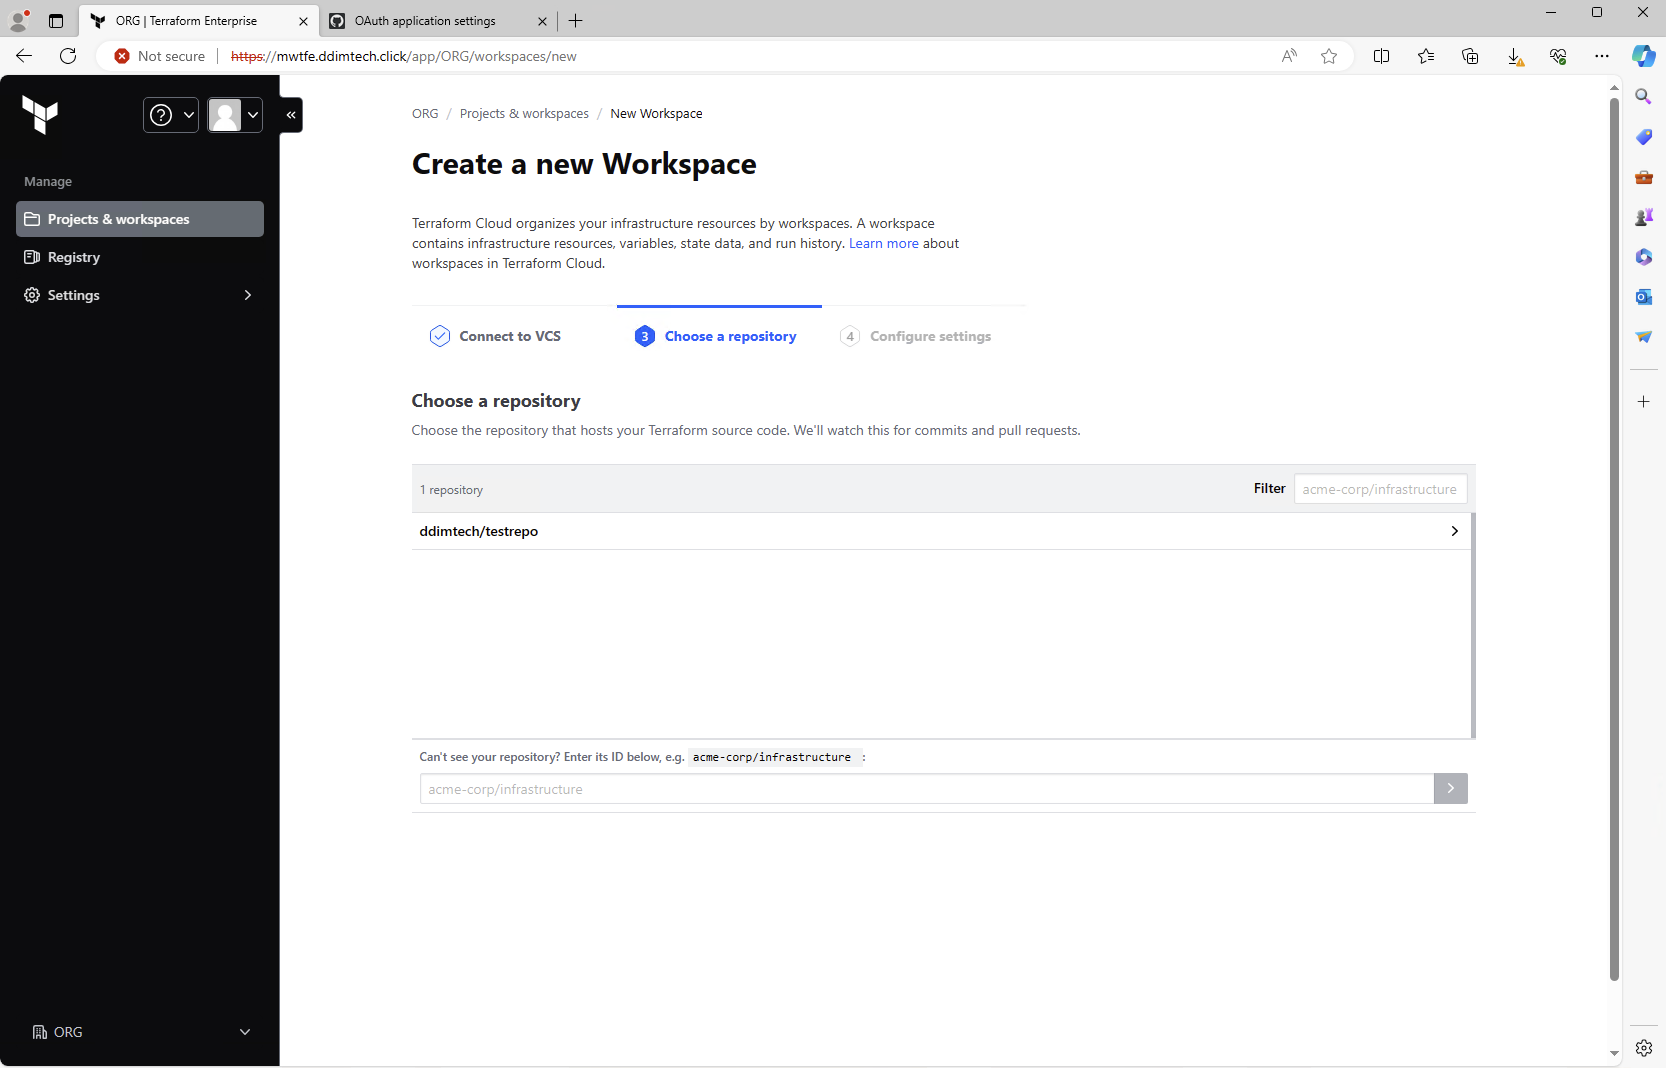 ORG | Terraform Enterprise
OAuth application settings
Not secure
https://mwtfe.ddimtech.click/app/ORG/workspaces/new
Manage
Projects & workspaces
Registry
Settings
ORG
ORG / Projects & workspaces / New Workspace
Create a new Workspace
Terraform Cloud organizes your infrastructure resources by workspaces. A workspace
contains infrastructure resources, variables, state data, and run history. Learn more about
workspaces in Terraform Cloud.
Connect to VCS
3 Choose a repository
4 Configure settings
Choose a repository
Choose the repository that hosts your Terraform source code. We'll watch this for commits and pull requests.
1 repository
Filter acme-corp/infrastructure
ddimtech/testrepo
Can't see your repository? Enter its ID below, e.g. acme-corp/infrastructure :
acme-corp/infrastructure